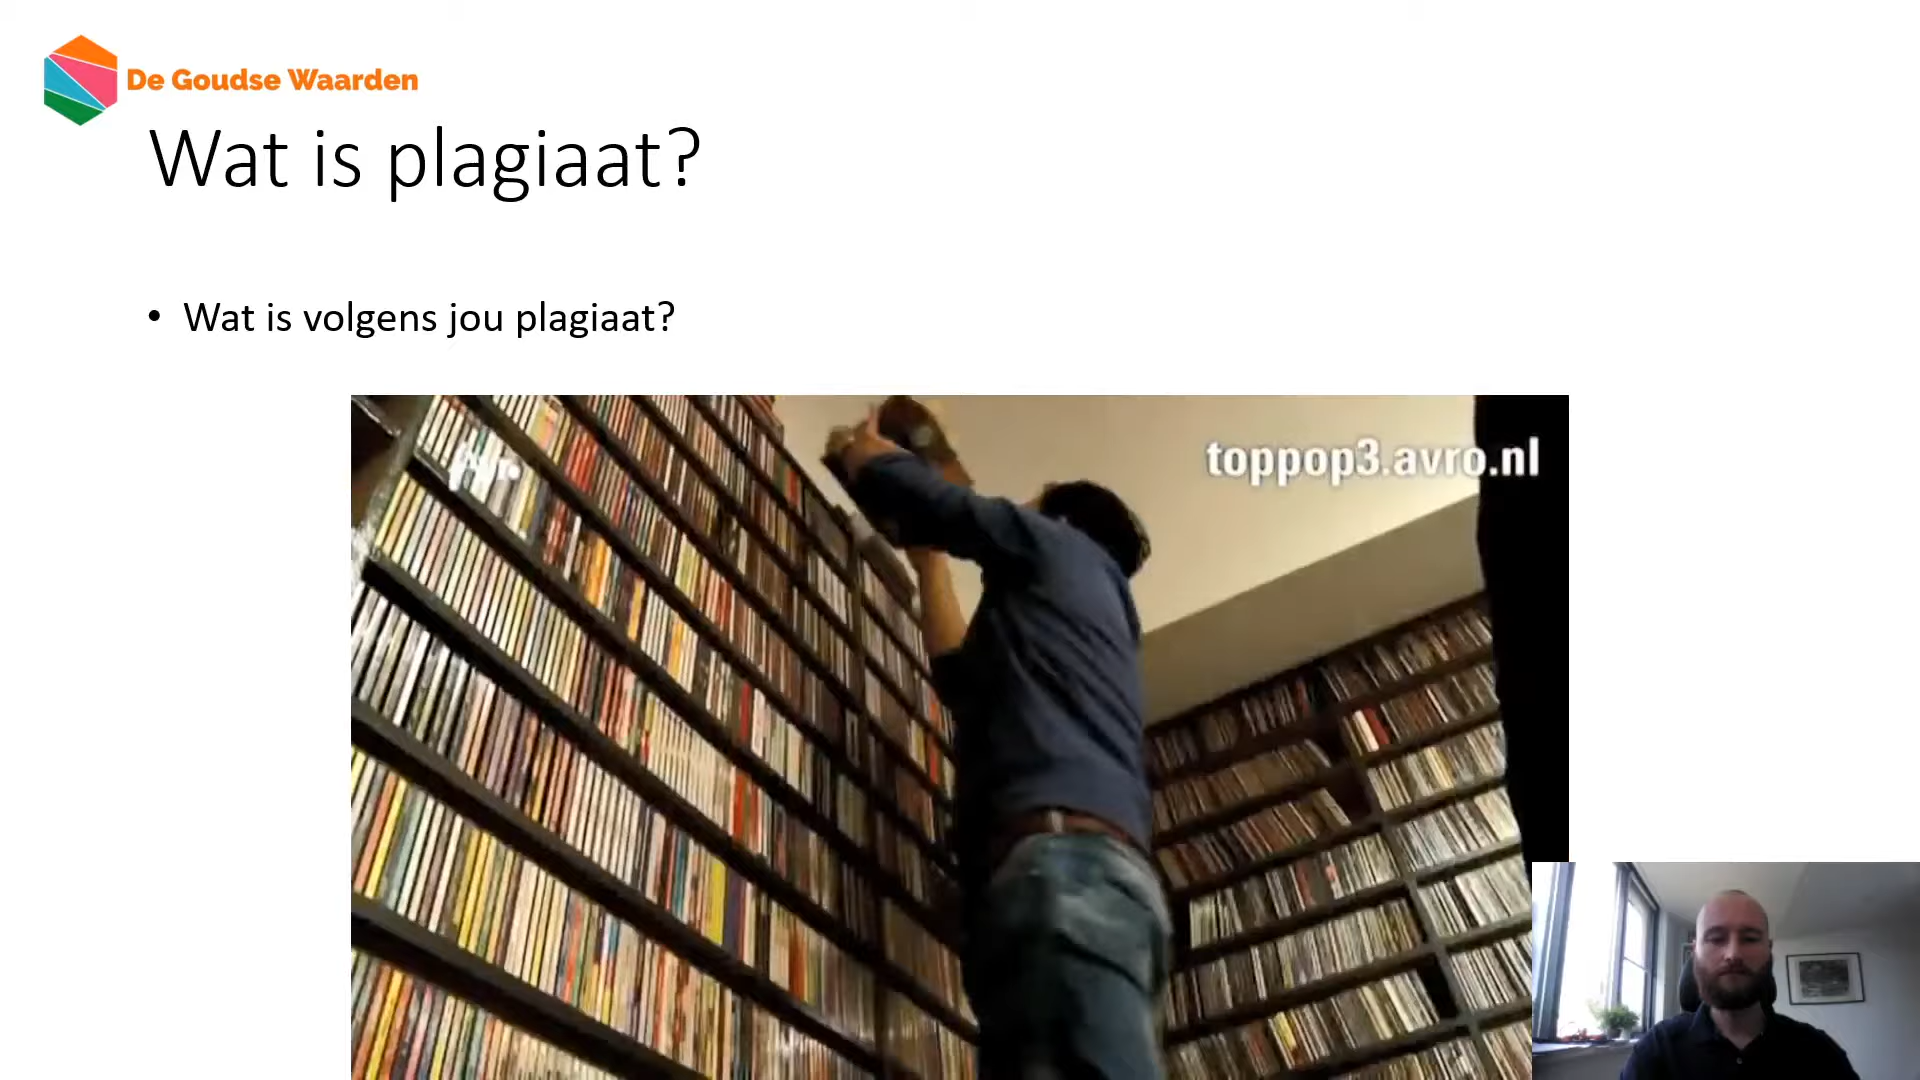 De Goudse Waarden
Wat is plagiaat?
• Wat is volgens jou plagiaat?
toppop3.avro.nl